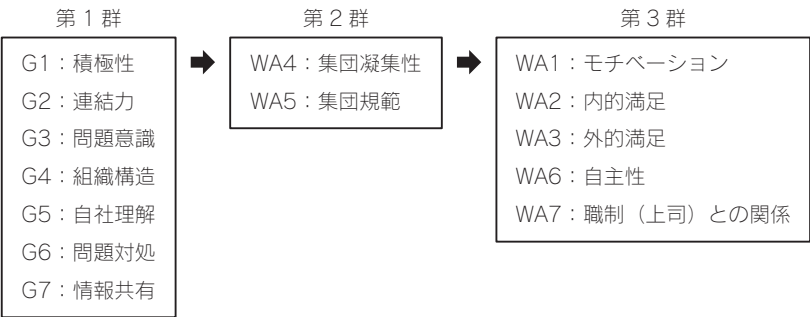 第1群
G1：積極性
G2：連結力
G3：問題意識
G4：組織構造
G5：自社理解
G6：問題対処
G7：情報共有
第2群
WA4：集団凝集性
WA5：集団規範
第3群
WA1：モチベーション
WA2：内的満足
WA3：外的満足
WA6：自主性
WA7：職制（上司）との関係